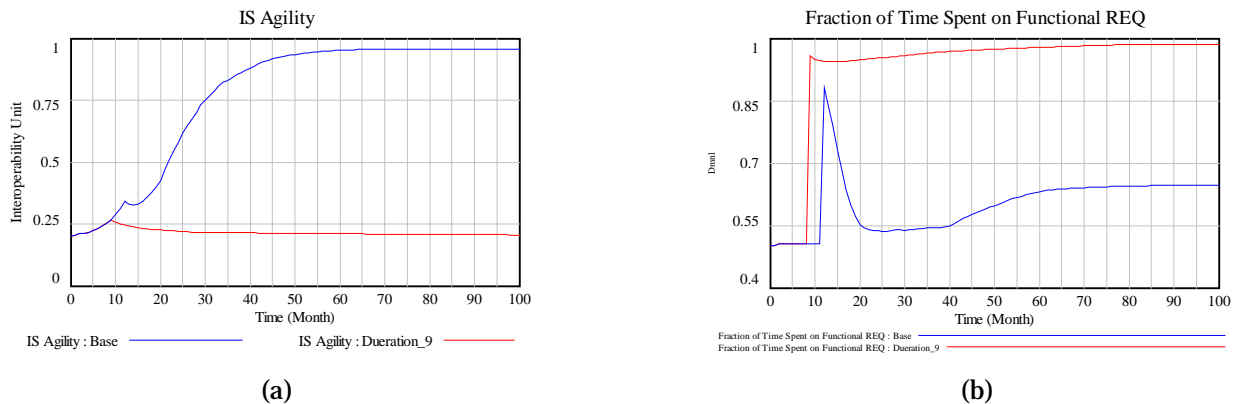 IS Agility
1
0.75
0.5
0.25
0
Interoperability Unit
0 10 20 30 40 50 60 70 80 90 100
Time (Month)
IS Agility : Base
IS Agility : Dueration_9
(a)
Fraction of Time Spent on Functional REQ
1
0.85
0.7
0.55
0.4
Dmnl
0 10 20 30 40 50 60 70 80 90 100
Time (Month)
Fraction of Time Spent on Functional REQ : Base
Fraction of Time Spent on Functional REQ : Dueration_9
(b)